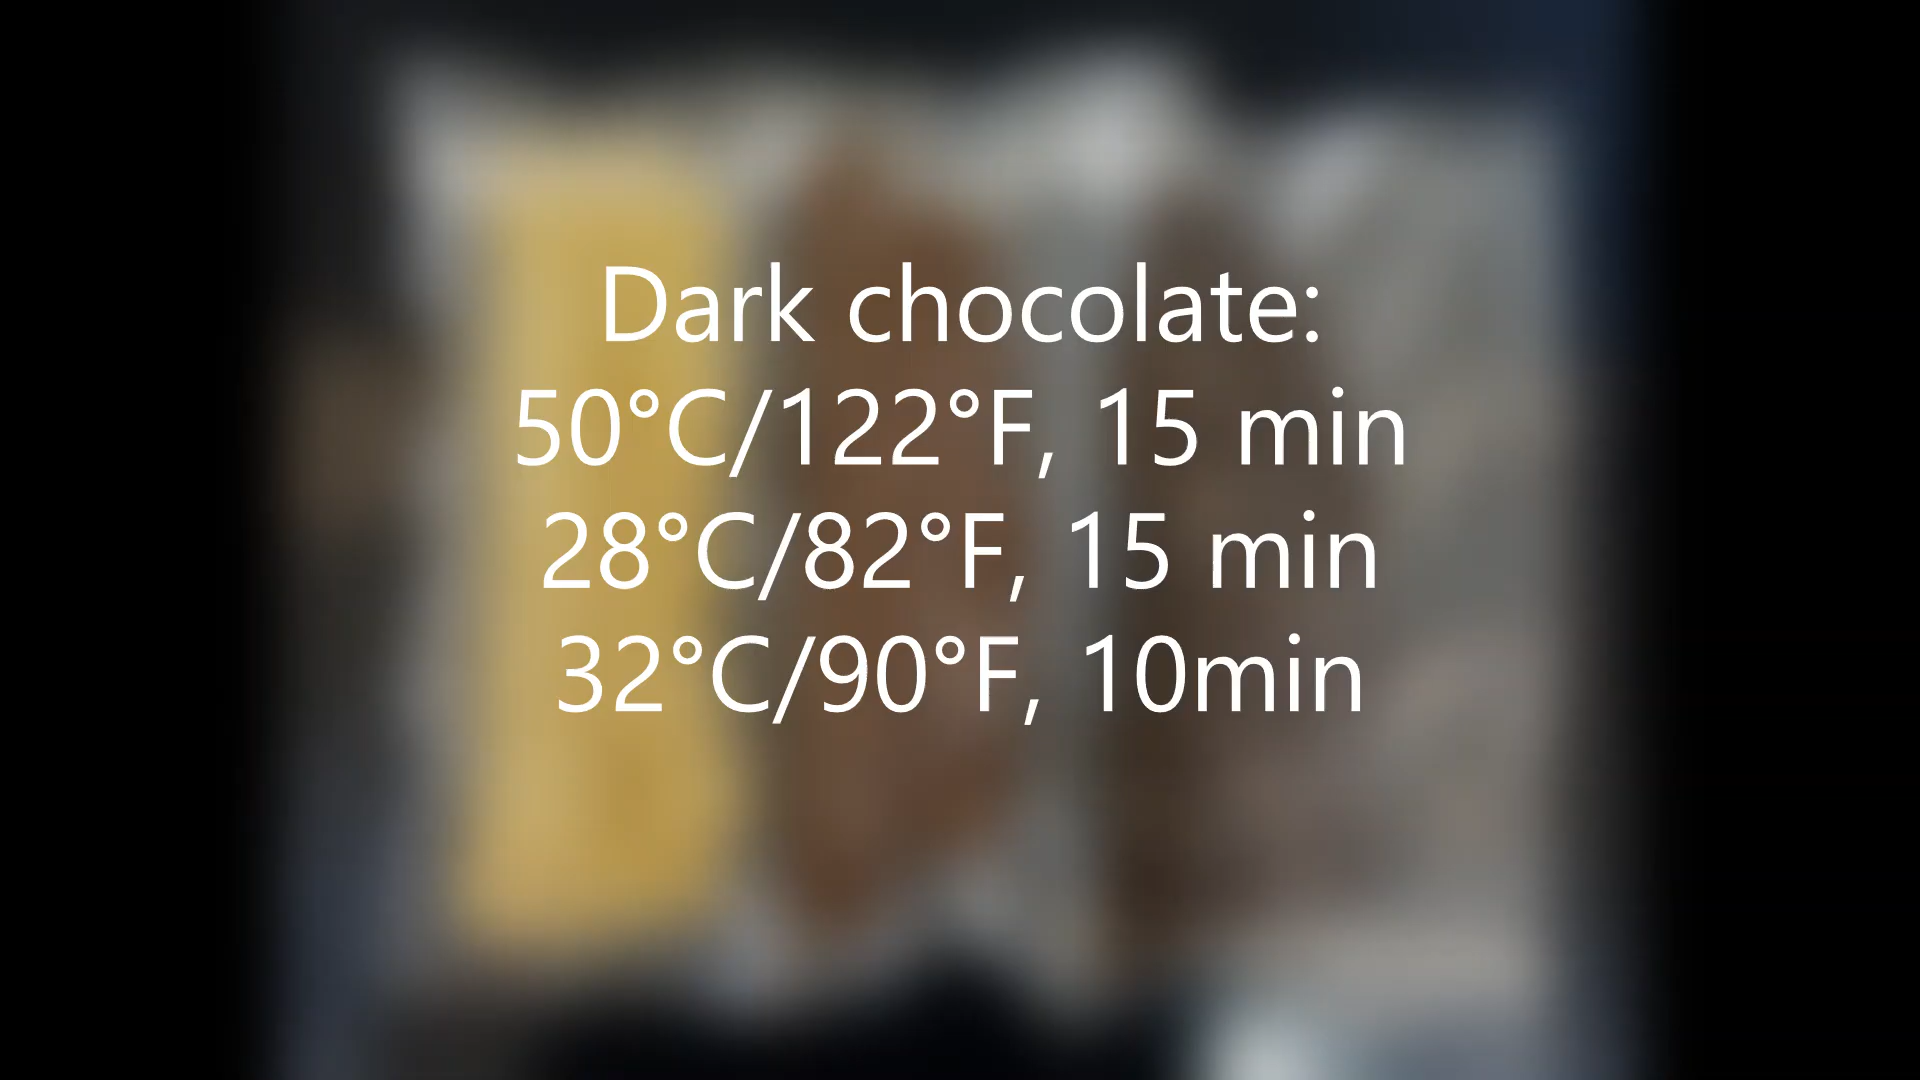 Dark chocolate:
50°C/122°F, 15 min
28°C/82°F, 15 min
32°C/90°F, 10min